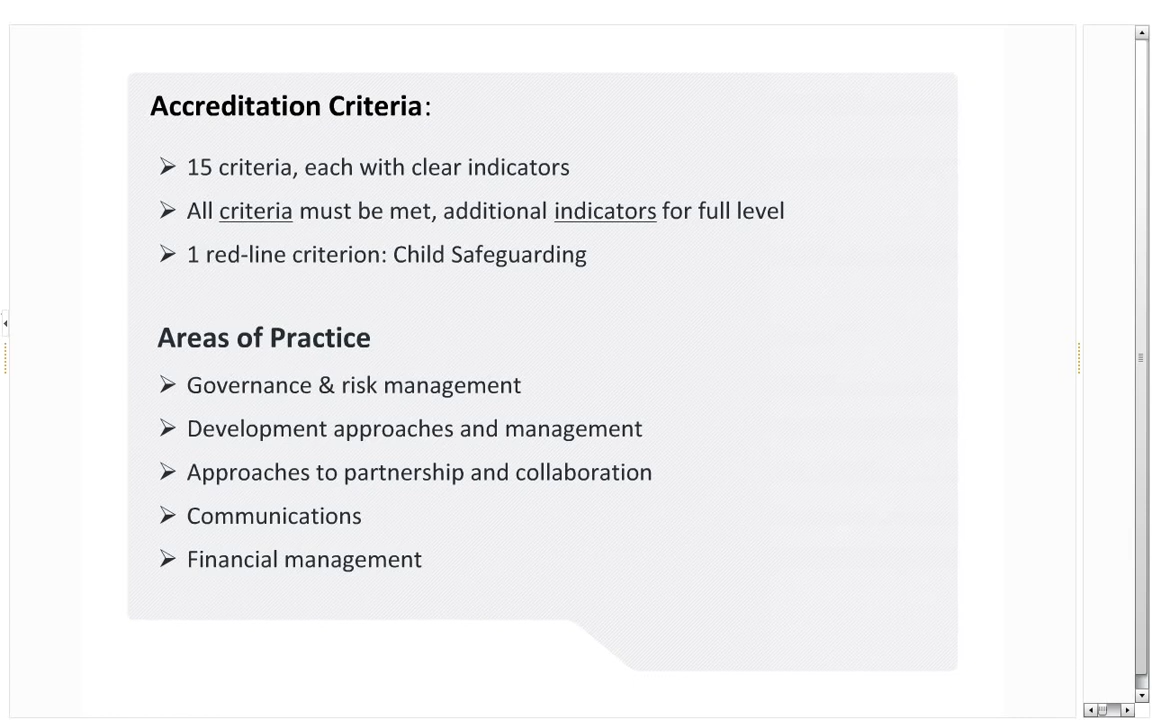 Accreditation Criteria:
➢ 15 criteria, each with clear indicators
➢ All criteria must be met, additional indicators for full level
➢ 1 red-line criterion: Child Safeguarding
Areas of Practice
➢ Governance & risk management
➢ Development approaches and management
➢ Approaches to partnership and collaboration
➢ Communications
➢ Financial management